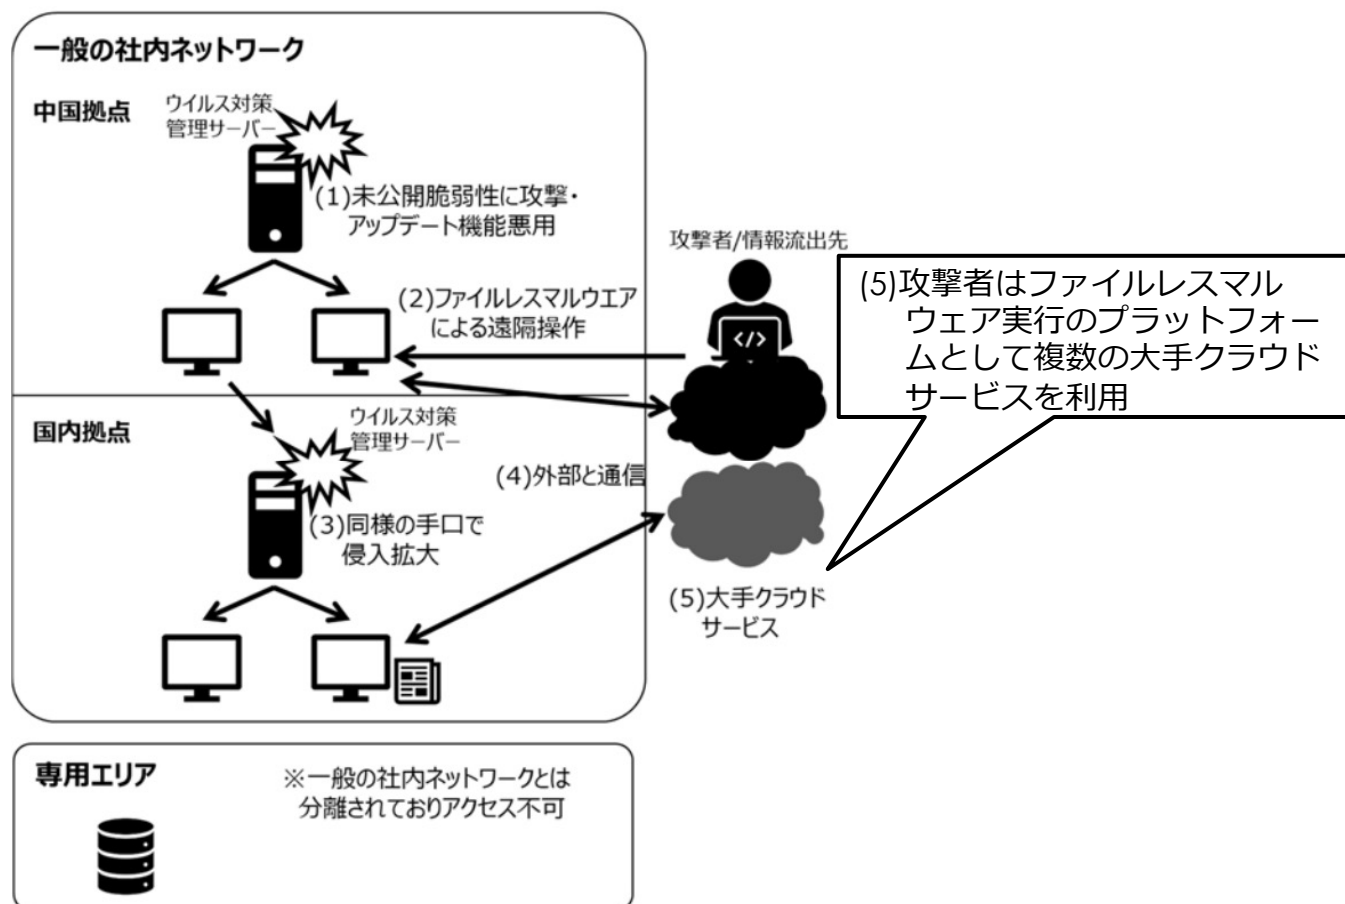 一般の社内ネットワーク
中国拠点
ウイルス対策
管理サーバー
(1)未公開脆弱性に攻撃・
アップデート機能悪用
(2)ファイルレスマルウエア
による遠隔操作
攻撃者/情報流出先
</>
(5)攻撃者はファイルレスマル
ウェア実行のプラットフォー
ムとして複数の大手クラウド
サービスを利用
国内拠点
ウイルス対策
管理サーバー
(4)外部と通信
(3)同様の手口で
侵入拡大
(5)大手クラウド
サービス
専用エリア
※一般の社内ネットワークとは
分離されておりアクセス不可